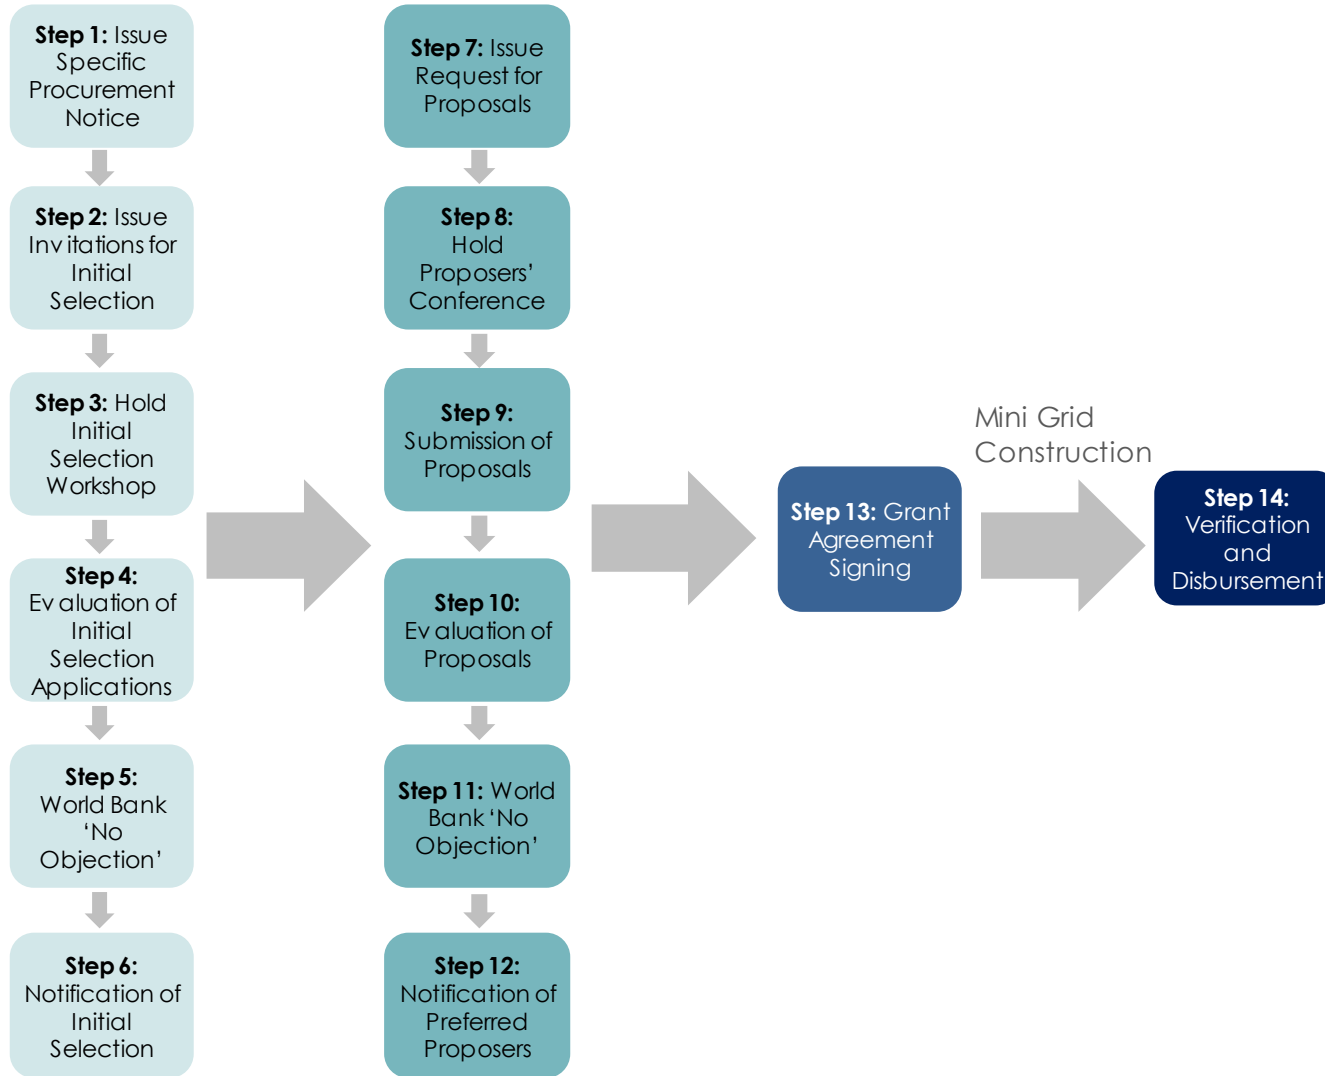 Step 1: Issue
Specific
Procurement
Notice
Step 2: Issue
Invitations for
Initial
Selection
Step 3: Hold
Initial
Selection
Workshop
Step 4:
Evaluation of
Initial
Selection
Applications
Step 5:
World Bank
‘No
Objection’
Step 6:
Notification of
Initial
Selection
Step 7: Issue
Request for
Proposals
Step 8:
Hold
Proposers’
Conference
Step 9:
Submission of
Proposals
Step 10:
Evaluation of
Proposals
Step 11: World
Bank ‘No
Objection’
Step 12:
Notification of
Preferred
Proposers
Step 13: Grant
Agreement
Signing
Mini Grid
Construction
Step 14:
Verification
and
Disbursement